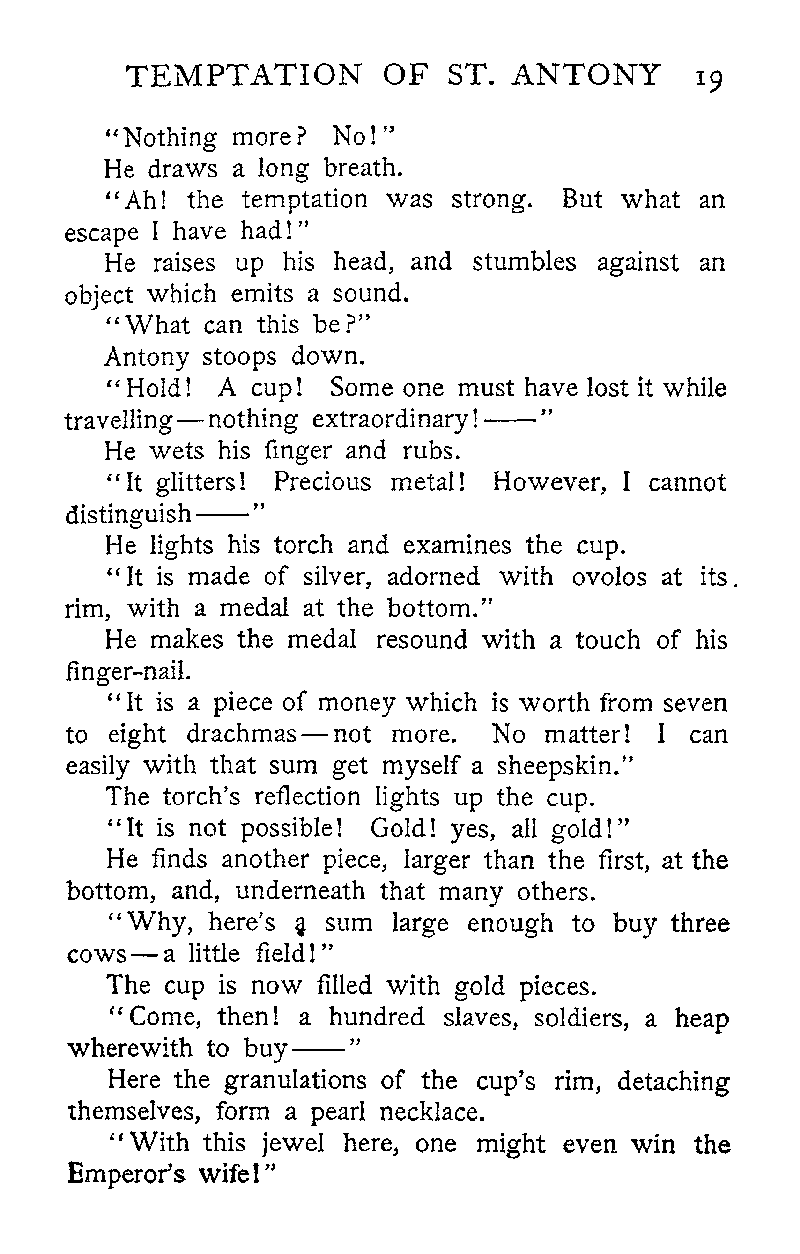 TEMPTATION OF ST. ANTONY 19
"Nothing more? No!"
He draws a long breath.
"Ah! the temptation was strong. But what an
escape I have had!"
He raises up his head, and stumbles against an
object which emits a sound.
"What can this be?"
Antony stoops down.
"Hold! A cup! Some one must have lost it while
travelling—nothing extraordinary!——"
He wets his finger and rubs.
"It glitters! Precious metal! However, I cannot
distinguish——"
He lights his torch and examines the cup.
"It is made of silver, adorned with ovolos at its.
rim, with a medal at the bottom."
He makes the medal resound with a touch of his
finger-nail.
"It is a piece of money which is worth from seven
to eight drachmas—not more. No matter! I can
easily with that sum get myself a sheepskin."
The torch's reflection lights up the cup.
"It is not possible! Gold! yes, all gold!"
He finds another piece, larger than the first, at the
bottom, and, underneath that many others.
"Why, here's a sum large enough to buy three
cows—a little field!"
The cup is now filled with gold pieces.
"Come, then! a hundred slaves, soldiers, a heap
wherewith to buy——"
Here the granulations of the cup's rim, detaching
themselves, form a pearl necklace.
"With this jewel here, one might even win the
Emperor's wife!"